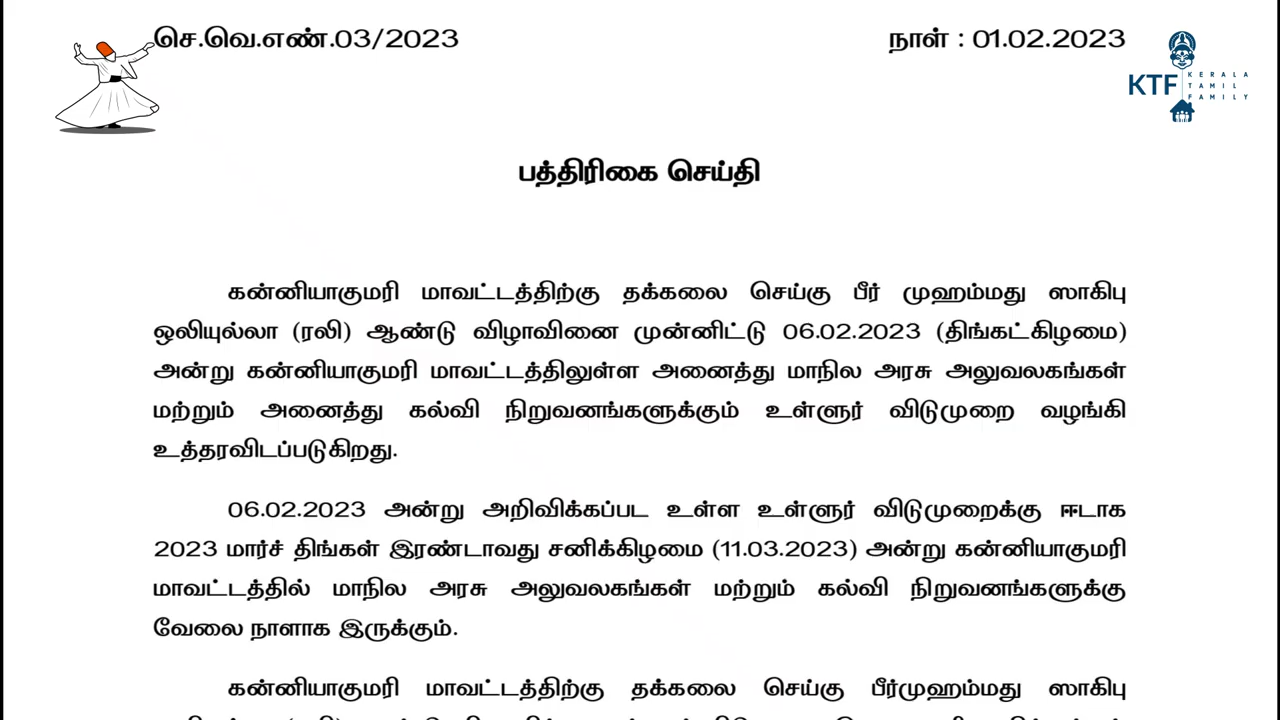 செ.வெ.எண்.03/2023
நாள் : 01.02.2023
KTF
KERALA
TAMIL
FAMILY
பத்திரிகை செய்தி
கன்னியாகுமரி மாவட்டத்திற்கு தக்கலை செய்கு பீர் முஹம்மது ஸாகிபு
ஒலியுல்லா (ரலி) ஆண்டு விழாவினை முன்னிட்டு 06.02.2023 (திங்கட்கிழமை)
அன்று கன்னியாகுமரி மாவட்டத்திலுள்ள அனைத்து மாநில அரசு அலுவலகங்கள்
மற்றும் அனைத்து கல்வி நிறுவனங்களுக்கும் உள்ளுர் விடுமுறை வழங்கி
உத்தரவிடப்படுகிறது.
06.02.2023 அன்று அறிவிக்கப்பட உள்ள உள்ளுர் விடுமுறைக்கு ஈடாக
2023 மார்ச் திங்கள் இரண்டாவது சனிக்கிழமை (11.03.2023) அன்று கன்னியாகுமரி
மாவட்டத்தில் மாநில அரசு அலுவலகங்கள் மற்றும் கல்வி நிறுவனங்களுக்கு
வேலை நாளாக இருக்கும்.
கன்னியாகுமரி மாவட்டத்திற்கு தக்கலை செய்கு பீர்முஹம்மது ஸாகிபு